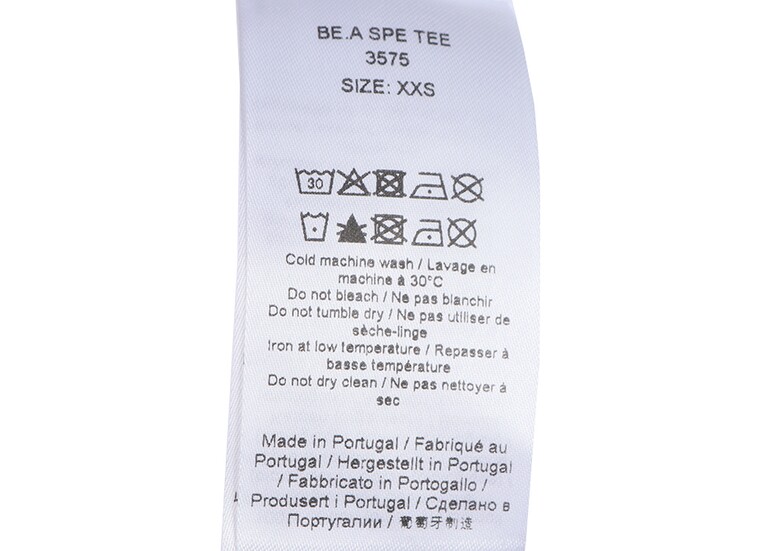 BE.A SPE TEE
3575
SIZE: XXS
30
Cold machine wash / Lavage en
machine à 30°C
Do not bleach / Ne pas blanchir
Do not tumble dry / Ne pas utiliser de
sèche-linge
Iron at low temperature / Repasser à
basse température
Do not dry clean / Ne pas nettoyer à
sec
Made in Portugal / Fabriqué au
Portugal / Hergestellt in Portugal
/ Fabbricato in Portogallo /
Produsert i Portugal / Сделано в
Португалии / 葡萄牙制造